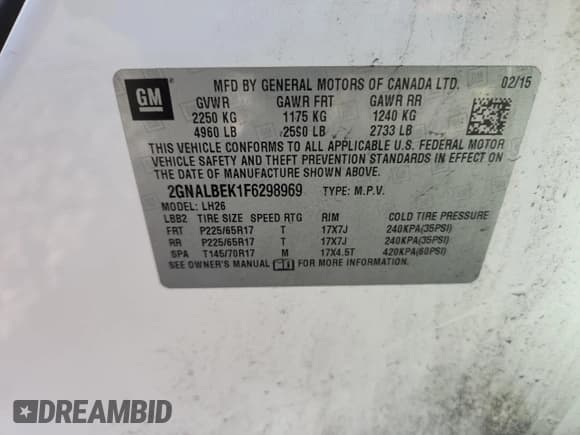 GM
MFD BY GENERAL MOTORS OF CANADA LTD. 02/15
GVWR GAWR FRT GAWR RR
2250 KG 1175 KG 1240 KG
4960 LB 2590 LB 2733 LB
THIS VEHICLE CONFORMS TO ALL APPLICABLE U.S. FEDERAL MOTOR
VEHICLE SAFETY AND THEFT PREVENTION STANDARDS IN EFFECT ON
THE DATE OF MANUFACTURE SHOWN ABOVE.
2GNALBEK1F6298969 TYPE: M.P.V.
MODEL: LH26
LBB2 TIRE SIZE SPEED RTG RIM COLD TIRE PRESSURE
FRT P225/65R17 T 17X7J 240KPA(35PSI)
RR P225/65R17 T 17X7J 240KPA(35PSI)
SPA T145/70R17 M 17X4.5T 420KPA(60PSI)
SEE OWNER'S MANUAL FOR MORE INFORMATION.
DREAMBID